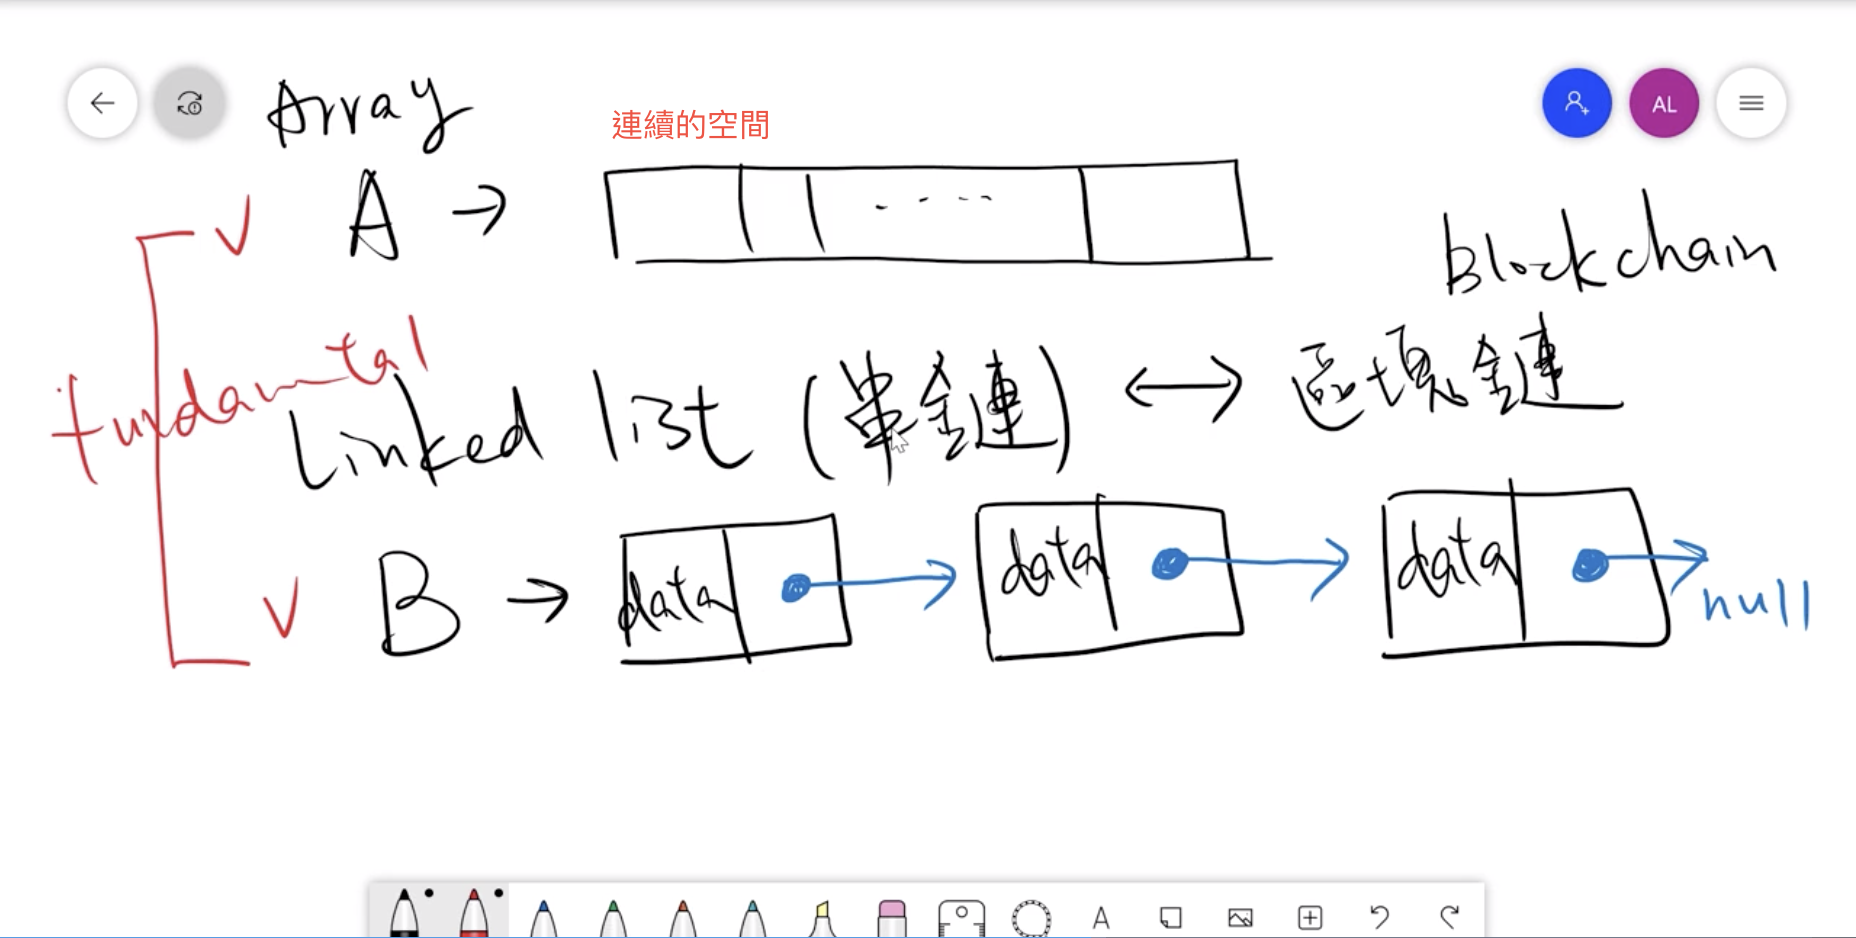 Array
連續的空間
AL
A →
Blockchain
fundamental
Linked list (單鏈) ↔ 區塊鏈
B → data data data
null
A